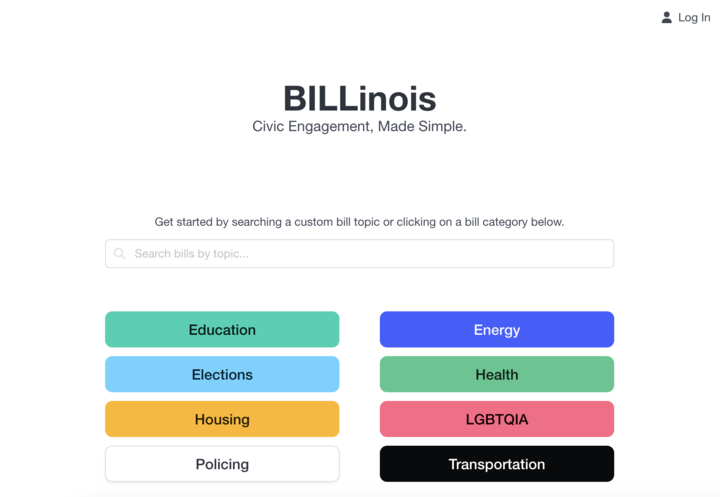 Log In
BILLinois
Civic Engagement, Made Simple.
Get started by searching a custom bill topic or clicking on a bill category below.
Search bills by topic...
Education
Energy
Elections
Health
Housing
LGBTQIA
Policing
Transportation